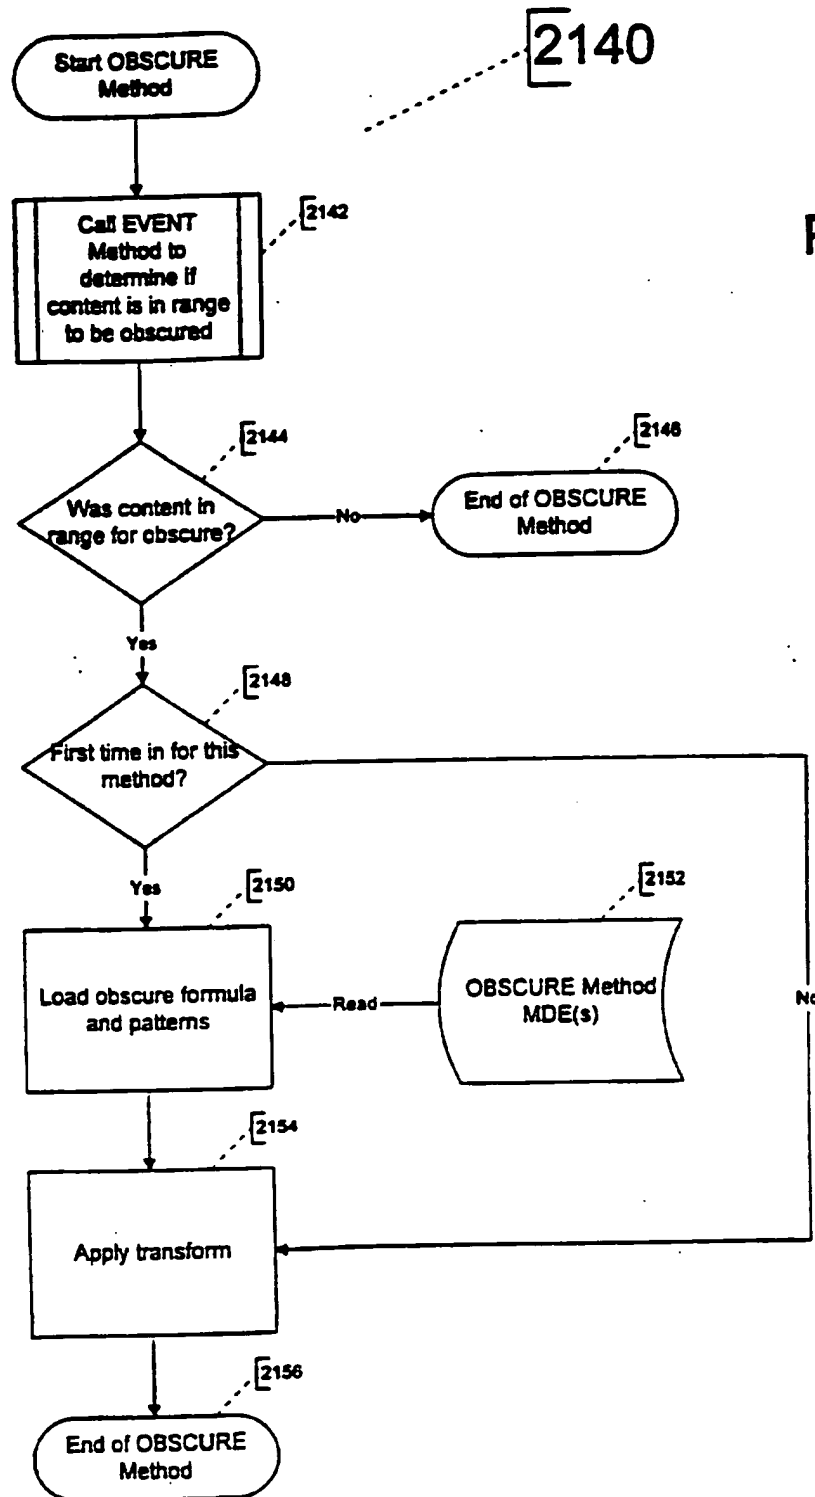 2140
Start OBSCURE
Method
2142
Call EVENT
Method to
determine if
content is in range
to be obscured
2144
Was content in
range for obscure?
No
2146
End of OBSCURE
Method
Yes
2148
First time in for this
method?
No
Yes
2150
Load obscure formula
and patterns
Read
2152
OBSCURE Method
MDE(s)
2154
Apply transform
2156
End of OBSCURE
Method